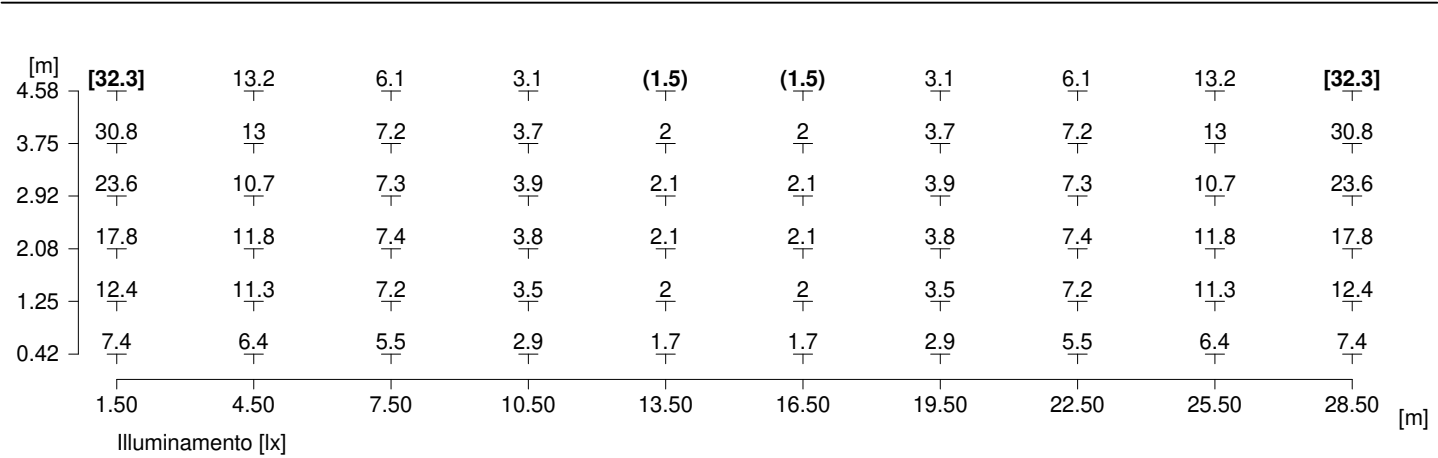 [m]
4.58 [32.3] 13.2 6.1 3.1 (1.5) (1.5) 3.1 6.1 13.2 [32.3]
3.75 30.8 13 7.2 3.7 2 2 3.7 7.2 13 30.8
2.92 23.6 10.7 7.3 3.9 2.1 2.1 3.9 7.3 10.7 23.6
2.08 17.8 11.8 7.4 3.8 2.1 2.1 3.8 7.4 11.8 17.8
1.25 12.4 11.3 7.2 3.5 2 2 3.5 7.2 11.3 12.4
0.42 7.4 6.4 5.5 2.9 1.7 1.7 2.9 5.5 6.4 7.4
1.50 4.50 7.50 10.50 13.50 16.50 19.50 22.50 25.50 28.50 [m]
Illuminamento [lx]